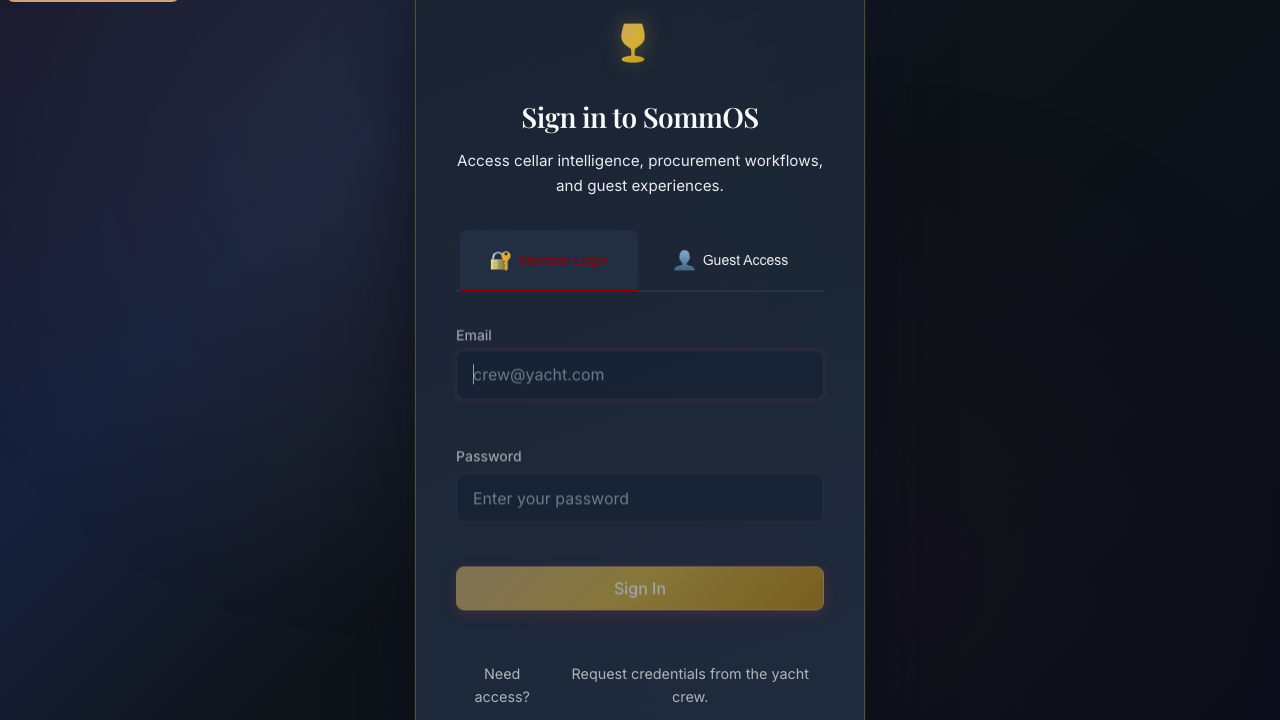 Sign in to SommOS
Access cellar intelligence, procurement workflows,
and guest experiences.
Member Login
Guest Access
Email
crew@yacht.com
Password
Enter your password
Sign In
Need
access?
Request credentials from the yacht
crew.